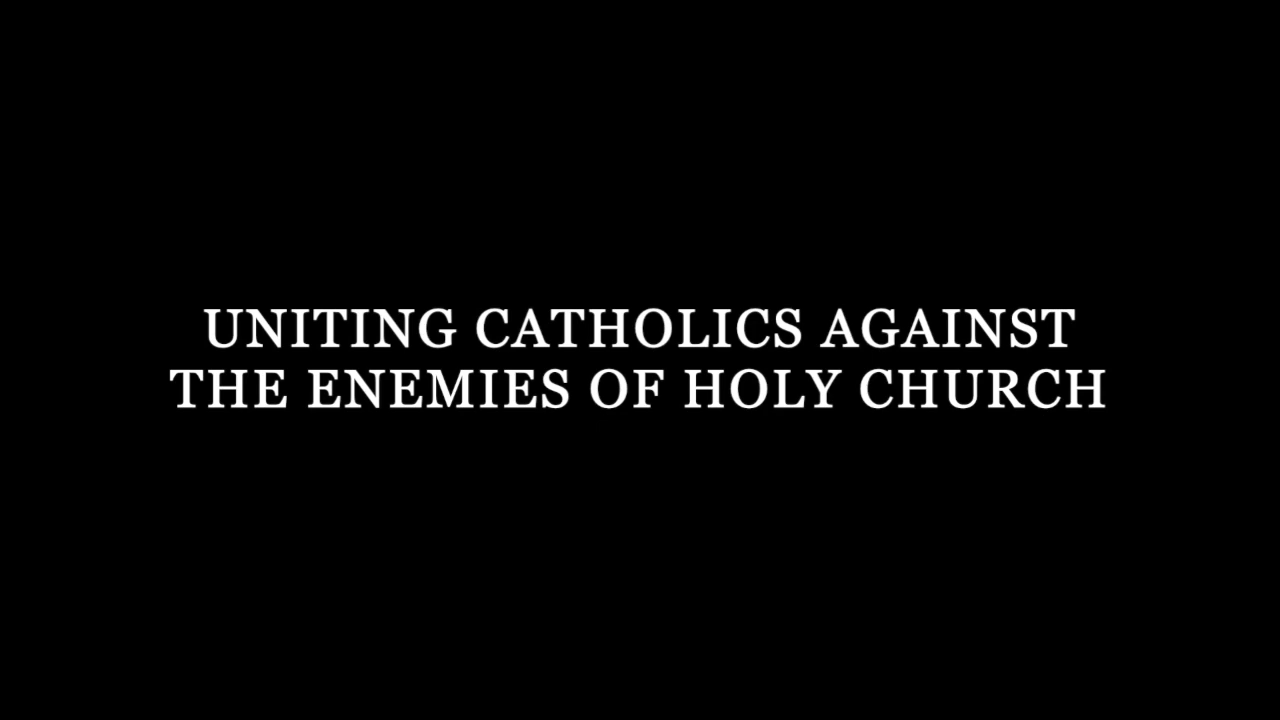 UNITING CATHOLICS AGAINST
THE ENEMIES OF HOLY CHURCH